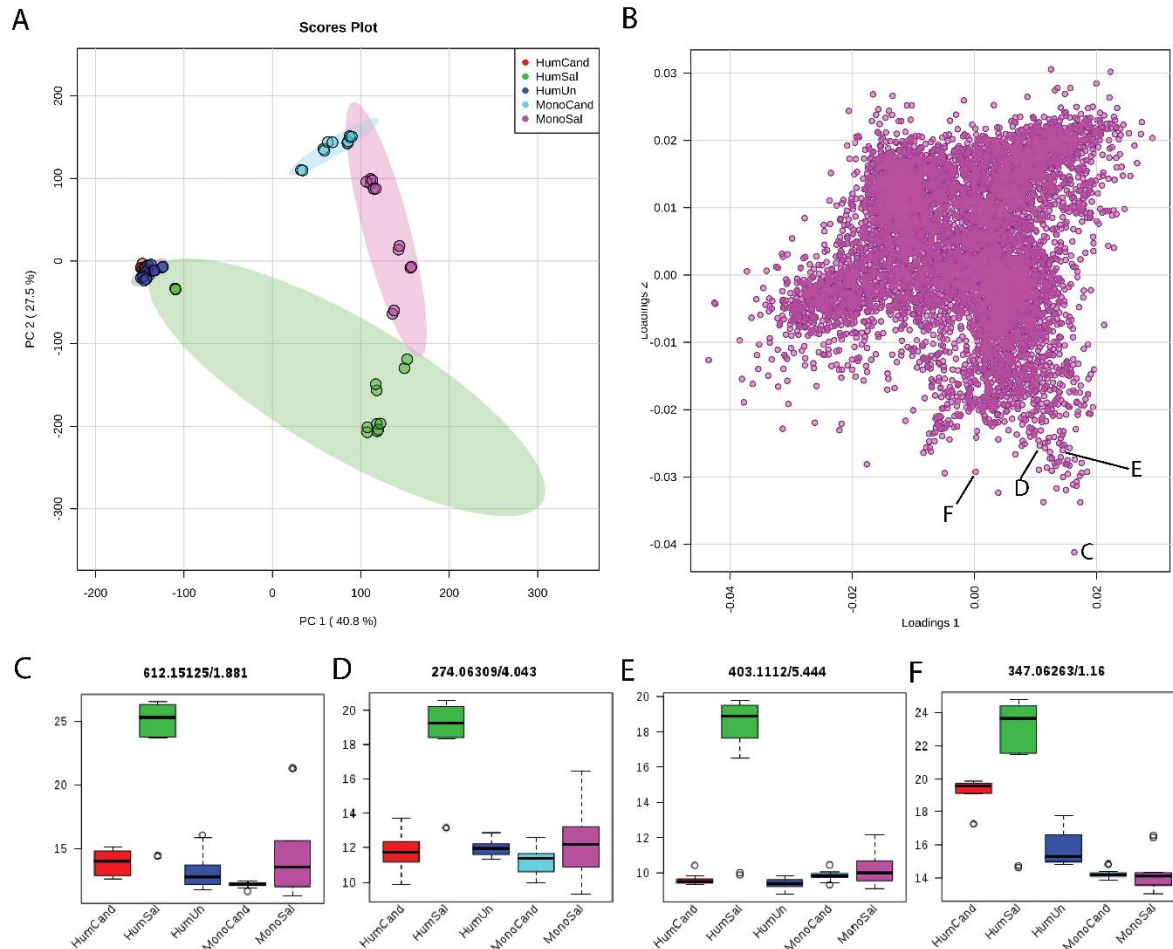 A
Scores Plot
HumCand
HumSal
HumUn
MonoCand
MonoSal
PC 2 ( 27.5 %)
200
100
0
-100
-200
-300
-200
-100
0
100
200
300
PC 1 ( 40.8 %)
B
Loadings 2
0.03
0.02
0.01
0.00
-0.01
-0.02
-0.03
-0.04
F
D
E
C
-0.04
-0.02
0.00
0.02
Loadings 1
C
612.15125/1.881
25
20
15
HumCand
HumSal
HumUn
MonoCand
MonoSal
D
274.06309/4.043
20
18
16
14
12
10
HumCand
HumSal
HumUn
MonoCand
MonoSal
E
403.1112/5.444
20
18
16
14
12
10
HumCand
HumSal
HumUn
MonoCand
MonoSal
F
347.06263/1.16
24
22
20
18
16
14
HumCand
HumSal
HumUn
MonoCand
MonoSal